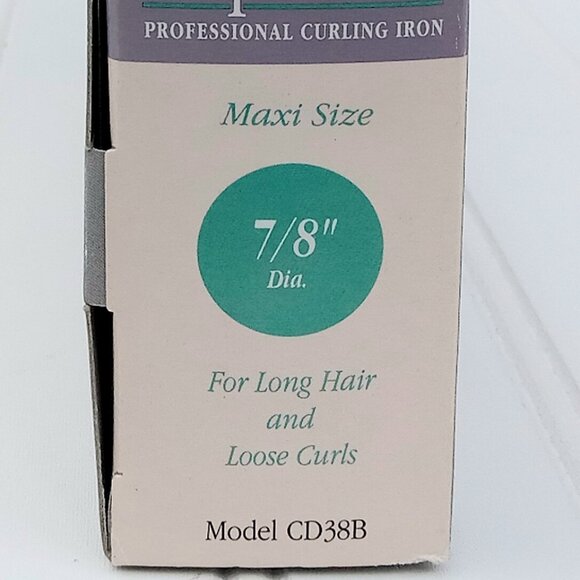 PROFESSIONAL CURLING IRON
Maxi Size
7/8"
Dia.
For Long Hair
and
Loose Curls
Model CD38B